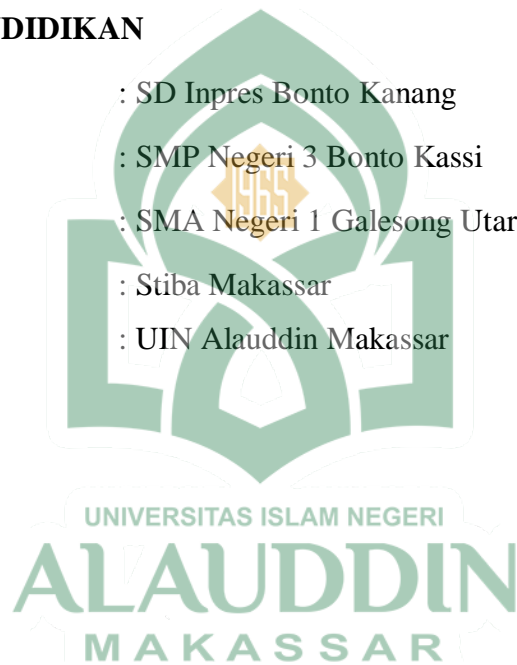 DIDIKAN
: SD Inpres Bonto Kanang
: SMP Negeri 3 Bonto Kassi
1965
: SMA Negeri 1 Galesong Utar
: Stiba Makassar
: UIN Alauddin Makassar
UNIVERSITAS ISLAM NEGERI
ALAUDDIN
MAKASSAR